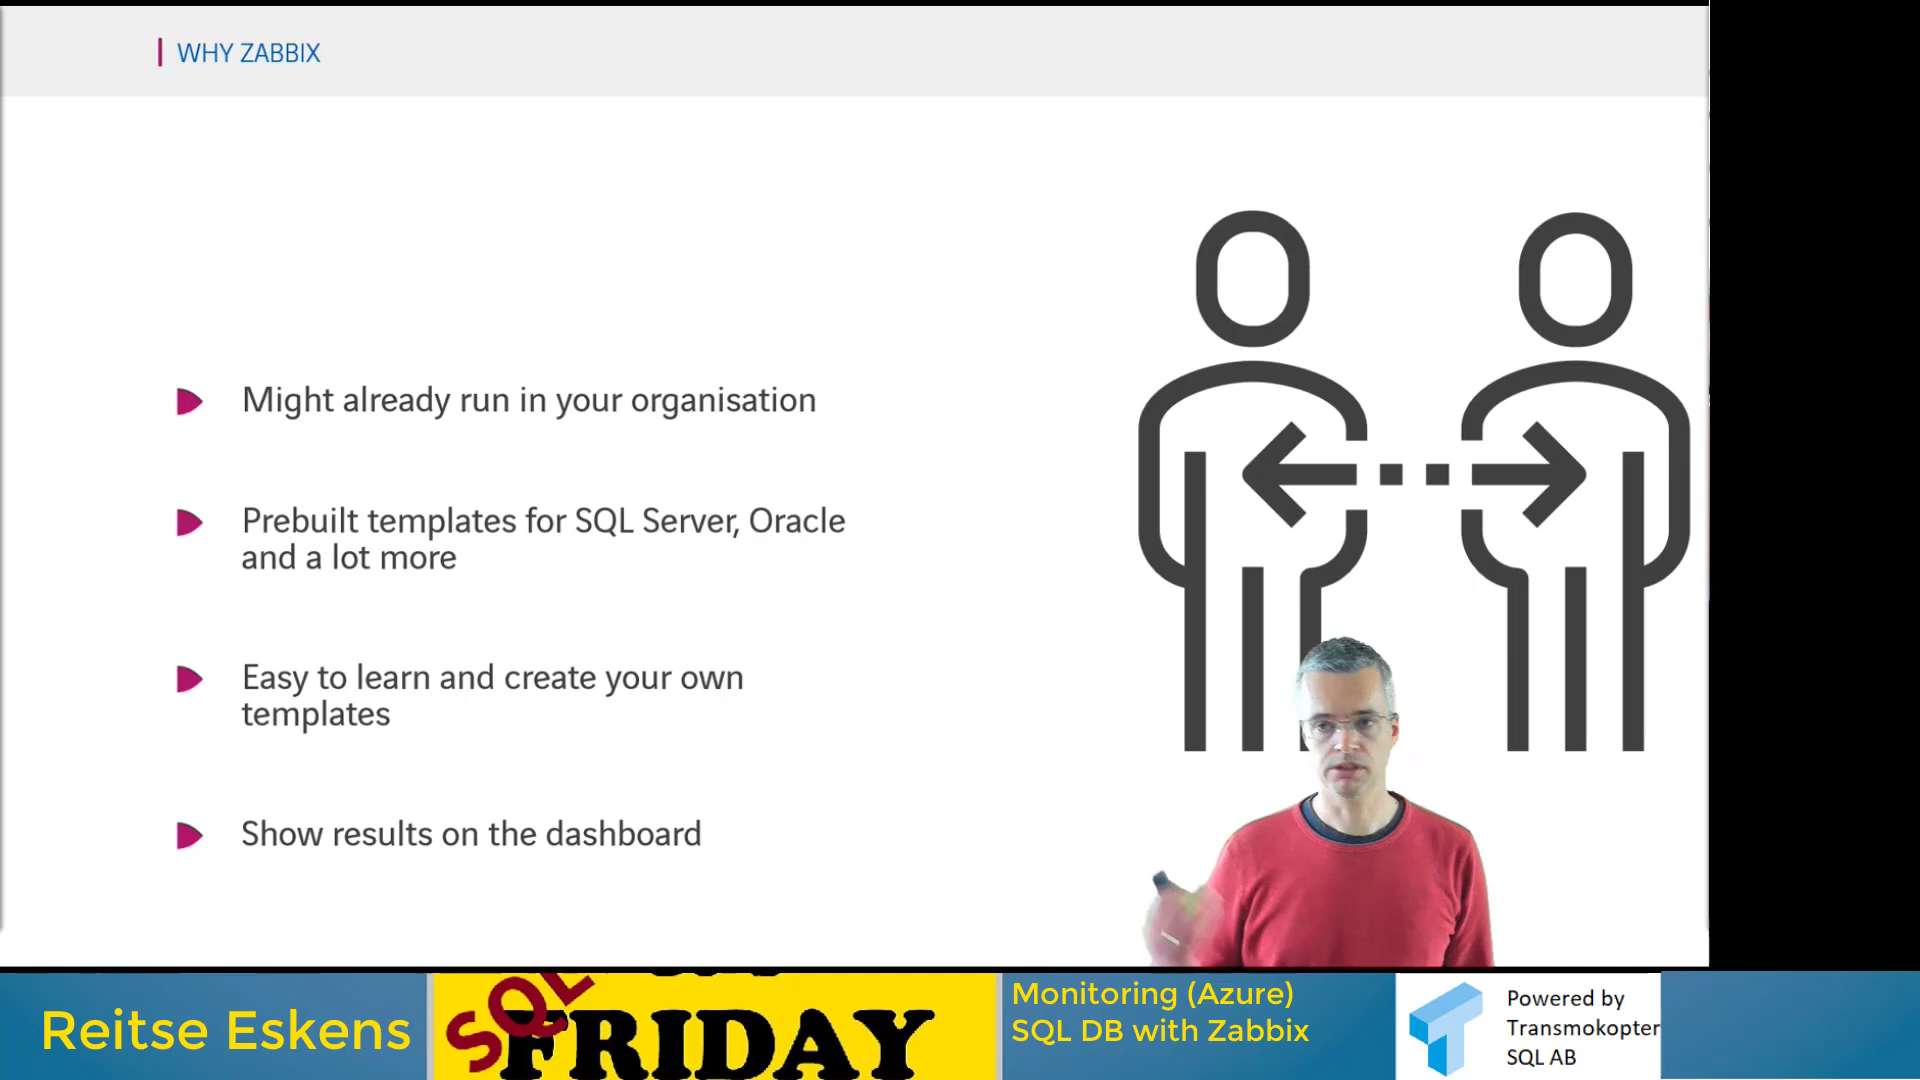 WHY ZABBIX
Might already run in your organisation
Prebuilt templates for SQL Server, Oracle
and a lot more
Easy to learn and create your own
templates
Show results on the dashboard
Reitse Eskens
SQL
FRIDAY
Monitoring (Azure)
SQL DB with Zabbix
Powered by
Transmokopter
SQL AB